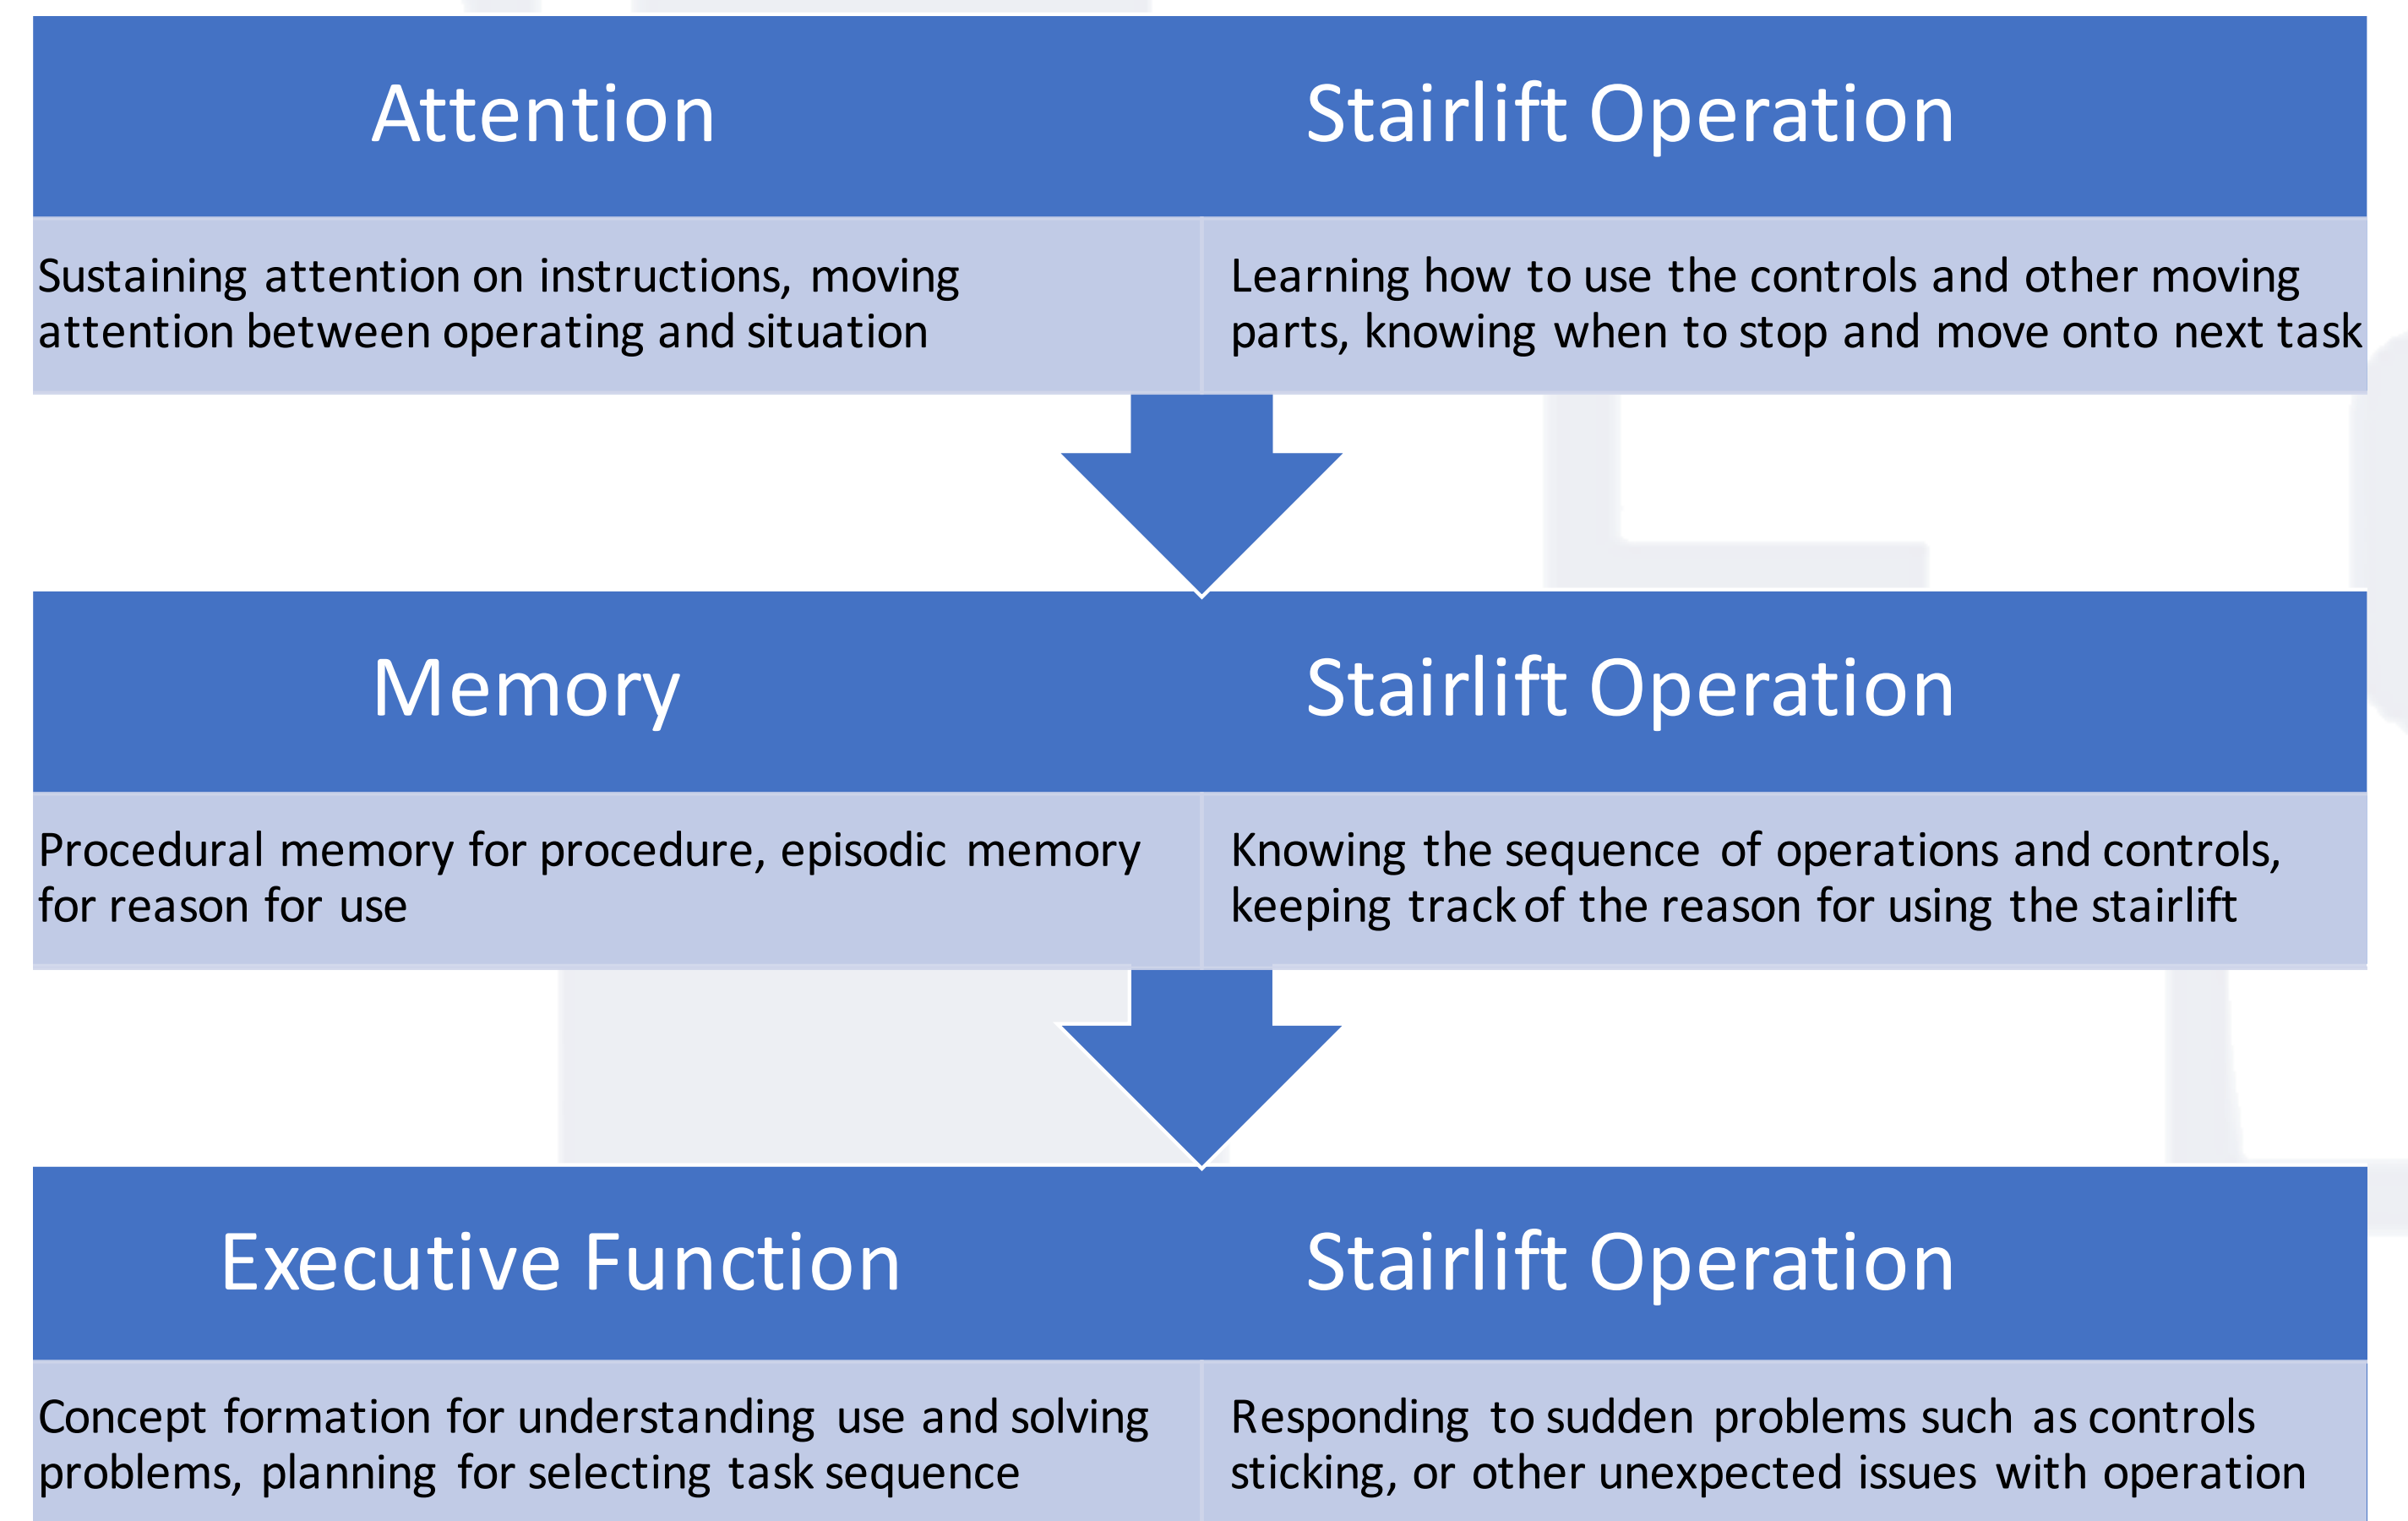 Attention
Stairlift Operation
Sustaining attention on instructions, moving
attention between operating and situation
Learning how to use the controls and other moving
parts, knowing when to stop and move onto next task
Memory
Stairlift Operation
Procedural memory for procedure, episodic memory
for reason for use
Knowing the sequence of operations and controls,
keeping track of the reason for using the stairlift
Executive Function
Stairlift Operation
Concept formation for understanding use and solving
problems, planning for selecting task sequence
Responding to sudden problems such as controls
sticking, or other unexpected issues with operation